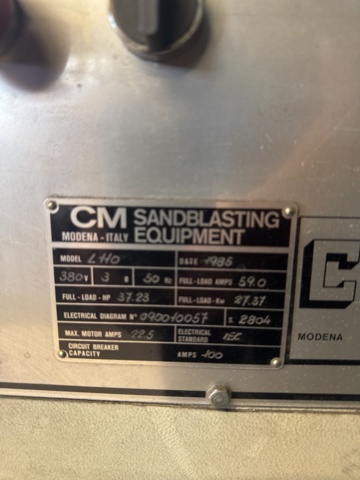 CM SANDBLASTING
MODENA - ITALY EQUIPMENT
MODEL L110 DATE 1985
380 V 3 Ø 50 Hz FULL-LOAD AMPS 59.0
FULL-LOAD-HP 37.23 FULL-LOAD-Kw 27.37
ELECTRICAL DIAGRAM N° 090010057 S. 2804
MAX. MOTOR AMPS 22.5 ELECTRICAL STANDARD IEC
CIRCUIT BREAKER
CAPACITY AMPS 100
C
MODENA